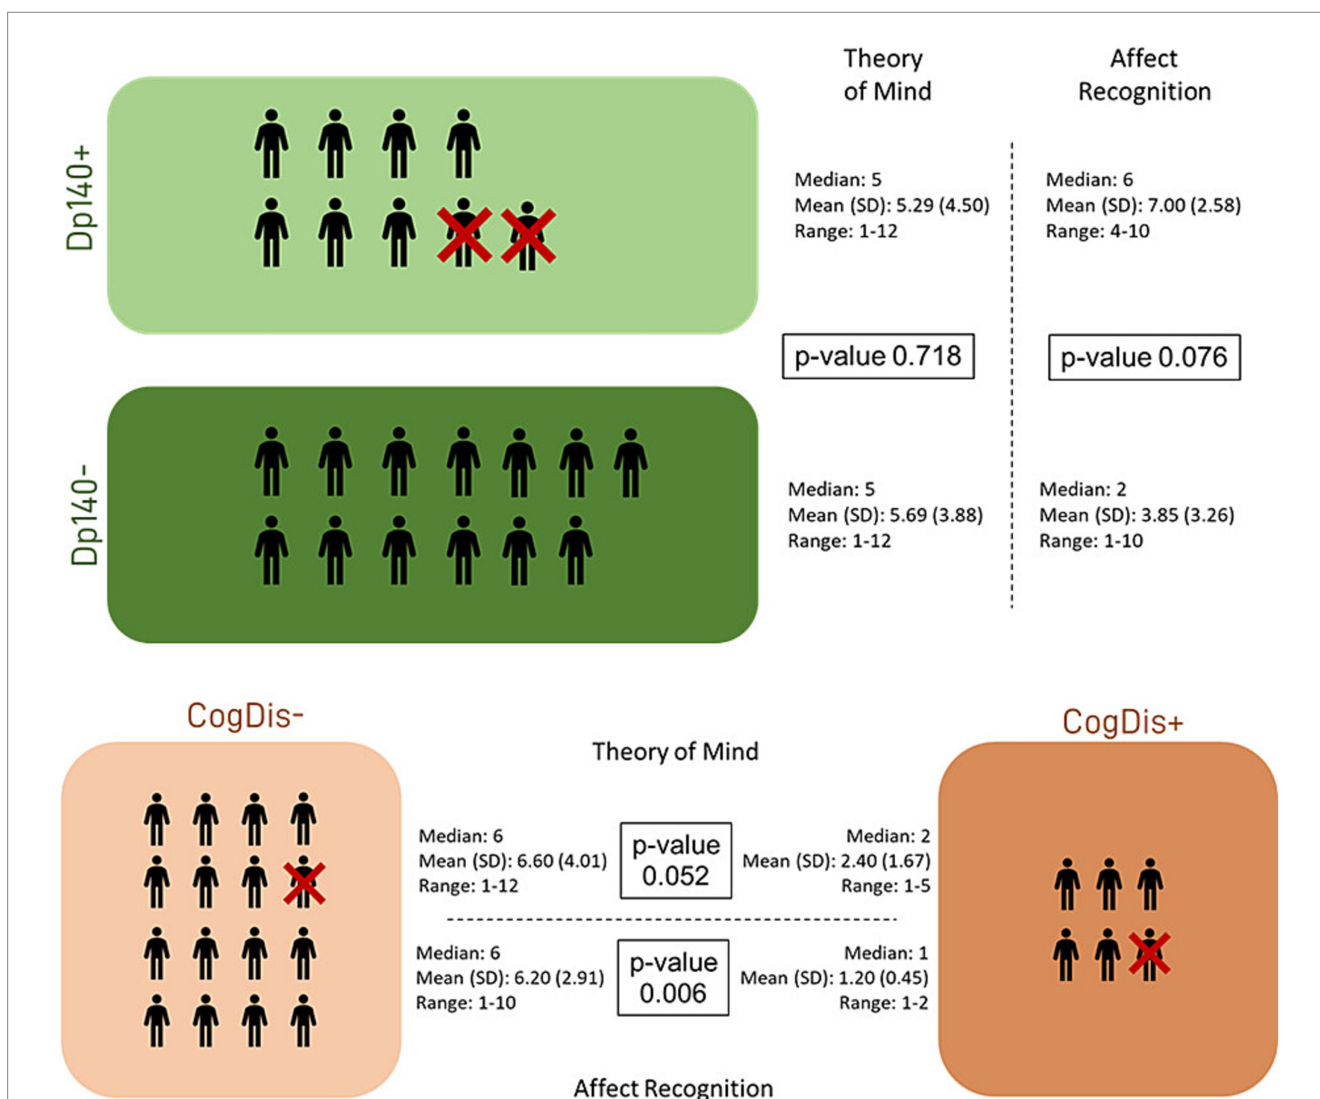 Theory
of Mind
Affect
Recognition
Dp140+
Median: 5
Mean (SD): 5.29 (4.50)
Range: 1-12
Median: 6
Mean (SD): 7.00 (2.58)
Range: 4-10
p-value 0.718
p-value 0.076
Dp140-
Median: 5
Mean (SD): 5.69 (3.88)
Range: 1-12
Median: 2
Mean (SD): 3.85 (3.26)
Range: 1-10
CogDis-
CogDis+
Theory of Mind
Median: 6
Mean (SD): 6.60 (4.01)
Range: 1-12
p-value
0.052
Median: 2
Mean (SD): 2.40 (1.67)
Range: 1-5
Median: 6
Mean (SD): 6.20 (2.91)
Range: 1-10
p-value
0.006
Median: 1
Mean (SD): 1.20 (0.45)
Range: 1-2
Affect Recognition